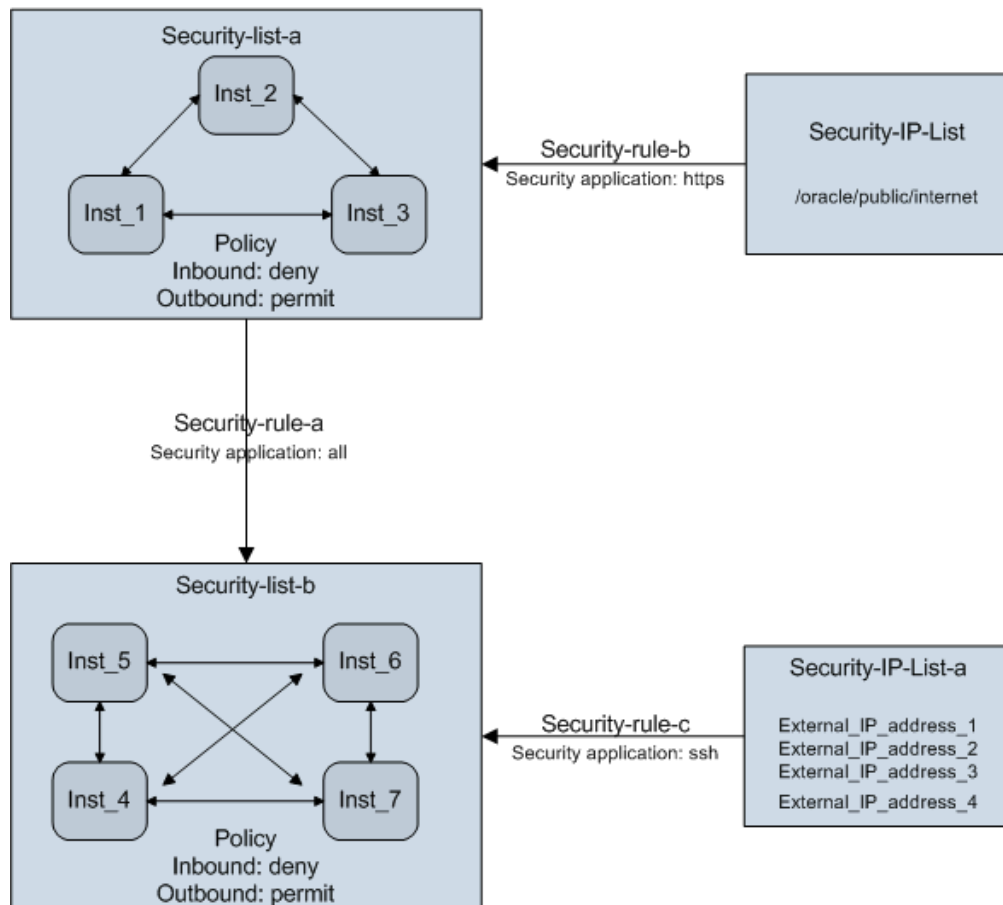 Security-list-a
Inst_2
Inst_1
Inst_3
Policy
Inbound: deny
Outbound: permit
Security-rule-b
Security application: https
Security-IP-List
/oracle/public/internet
Security-rule-a
Security application: all
Security-list-b
Inst_5
Inst_6
Inst_4
Inst_7
Policy
Inbound: deny
Outbound: permit
Security-rule-c
Security application: ssh
Security-IP-List-a
External_IP_address_1
External_IP_address_2
External_IP_address_3
External_IP_address_4